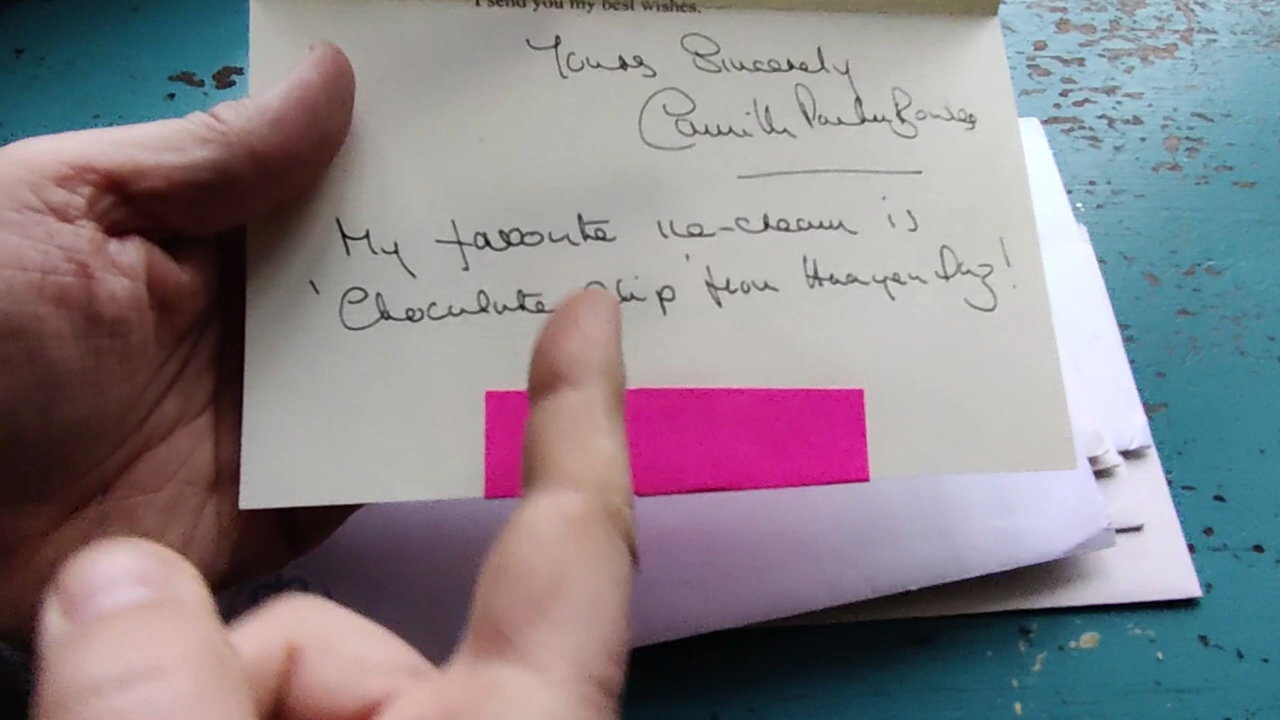 I send you my best wishes.
Yours Sincerely
Camilla Parker Bowles
My favourite ice-cream is
'Chocolate Chip' from Haagen Daz!